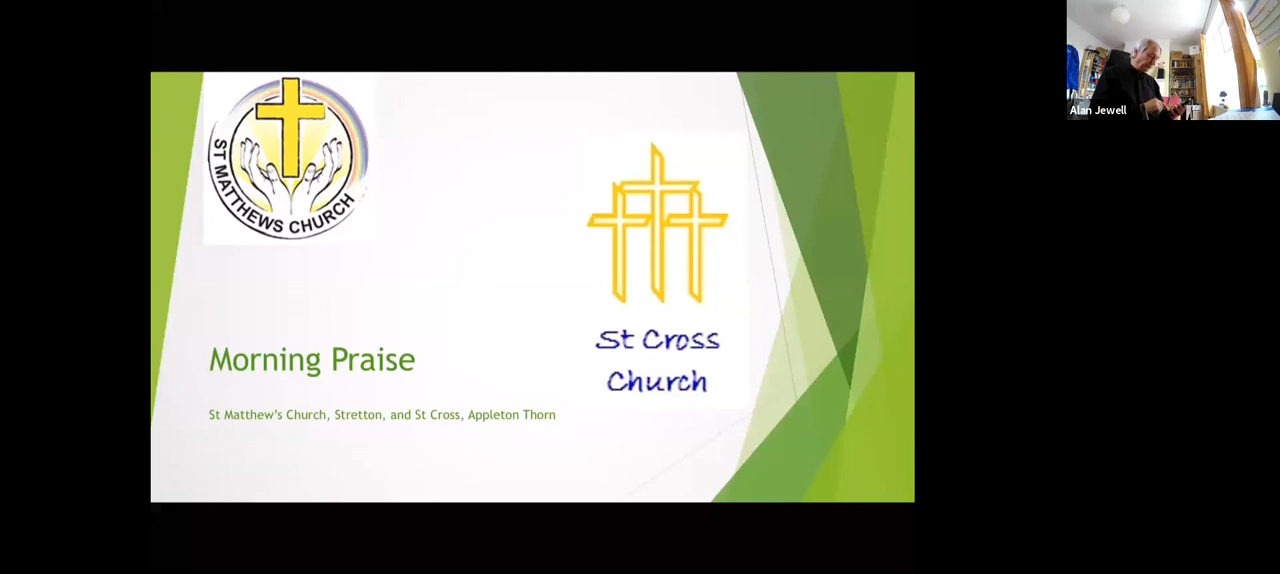 ST MATTHEWS CHURCH
St Cross
Church
Morning Praise
St Matthew's Church, Stretton, and St Cross, Appleton Thorn
Alan Jewell